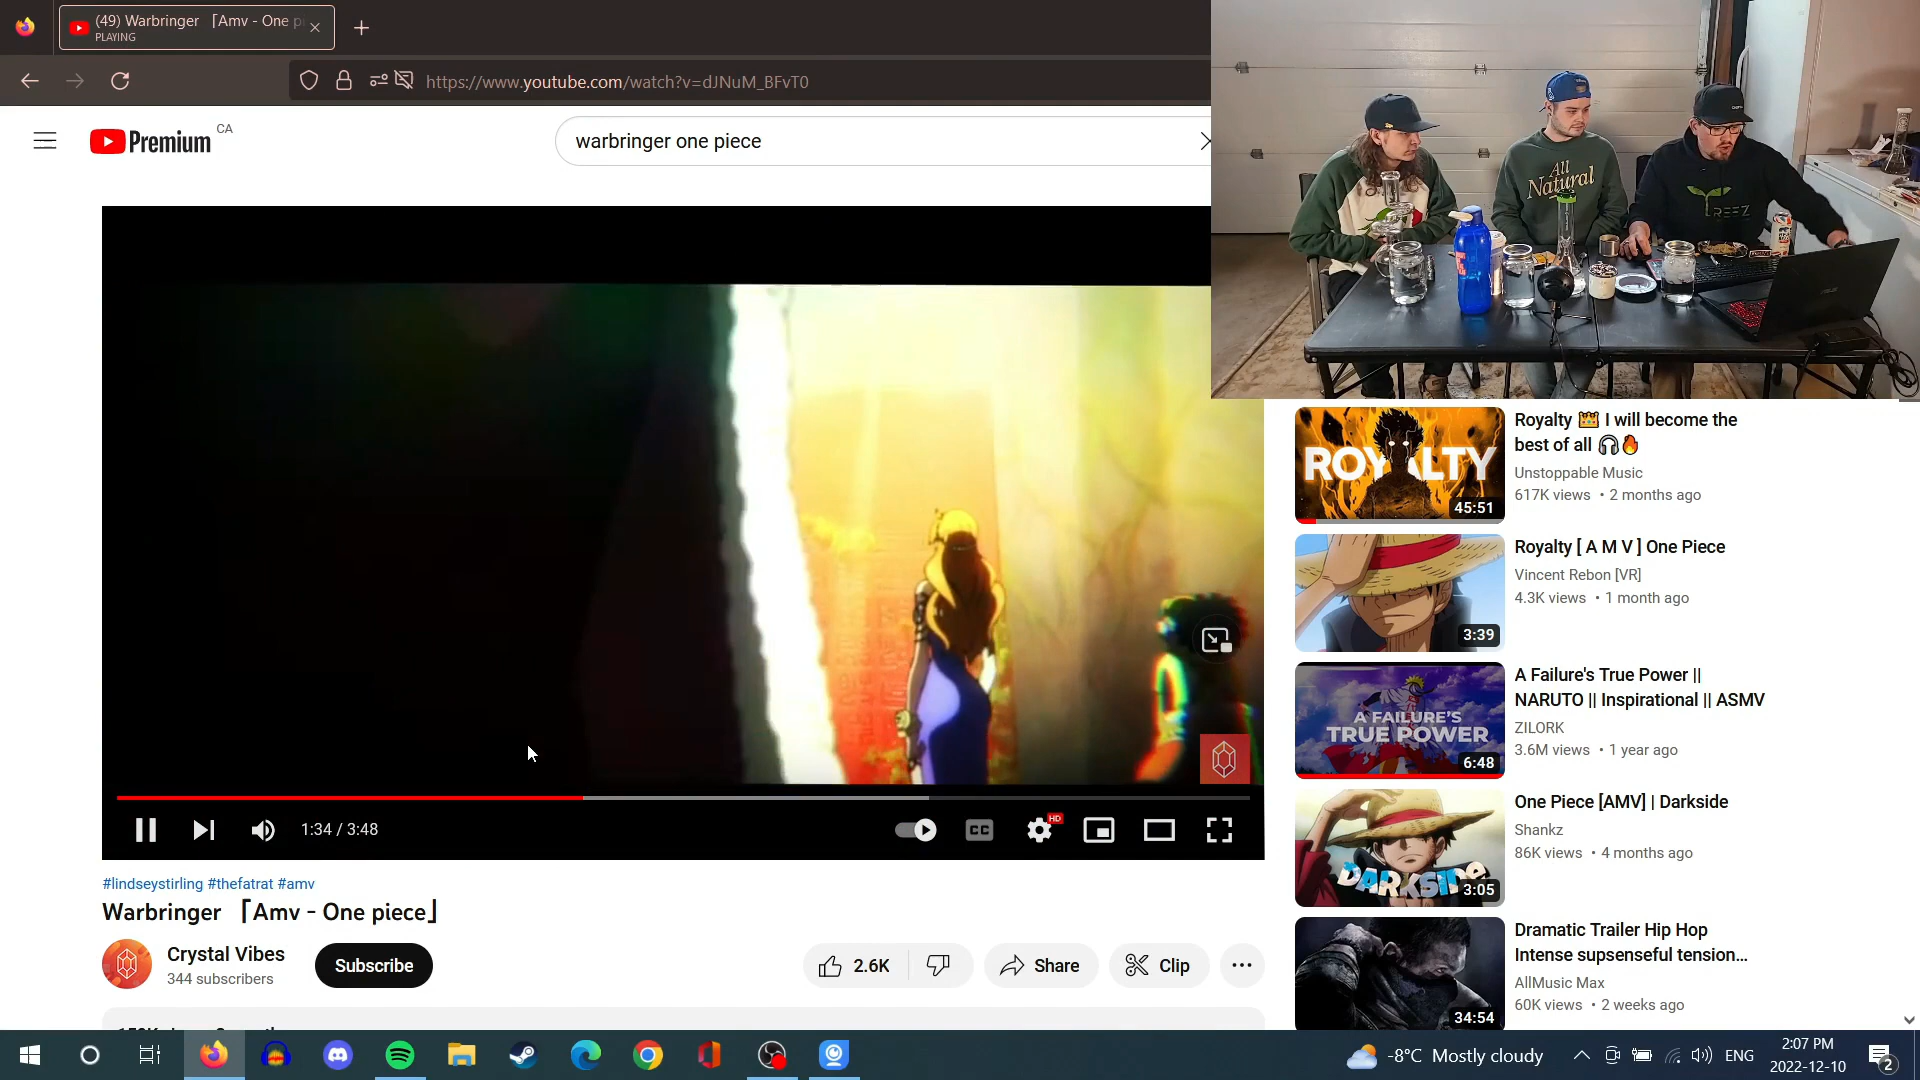 (49) Warbringer 「Amv - One p
PLAYING
https://www.youtube.com/watch?v=dJNuM_BFvT0
Premium CA
warbringer one piece
All
Natural
TREEZ
1:34 / 3:48
CC
HD
#lindseystirling #thefatrat #amv
Warbringer 「Amv - One piece」
Crystal Vibes
344 subscribers
Subscribe
2.6K
Share
Clip
ROYALTY
45:51
Royalty 👑 I will become the
best of all 🎧🔥
Unstoppable Music
617K views • 2 months ago
3:39
Royalty [ A M V ] One Piece
Vincent Rebon [VR]
4.3K views • 1 month ago
A FAILURE'S
TRUE POWER
6:48
A Failure's True Power ||
NARUTO || Inspirational || ASMV
ZILORK
3.6M views • 1 year ago
DARKSIDE
3:05
One Piece [AMV] | Darkside
Shankz
86K views • 4 months ago
34:54
Dramatic Trailer Hip Hop
Intense supsenseful tension...
AllMusic Max
60K views • 2 weeks ago
-8°C Mostly cloudy
ENG
2:07 PM
2022-12-10
2